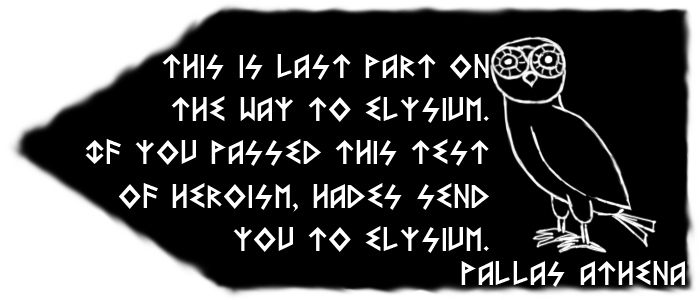 THIS IS LAST PART ON
THE WAY TO ELYSIUM.
IF YOU PASSED THIS TEST
OF HEROISM, HADES SEND
YOU TO ELYSIUM.
PALLAS ATHENA